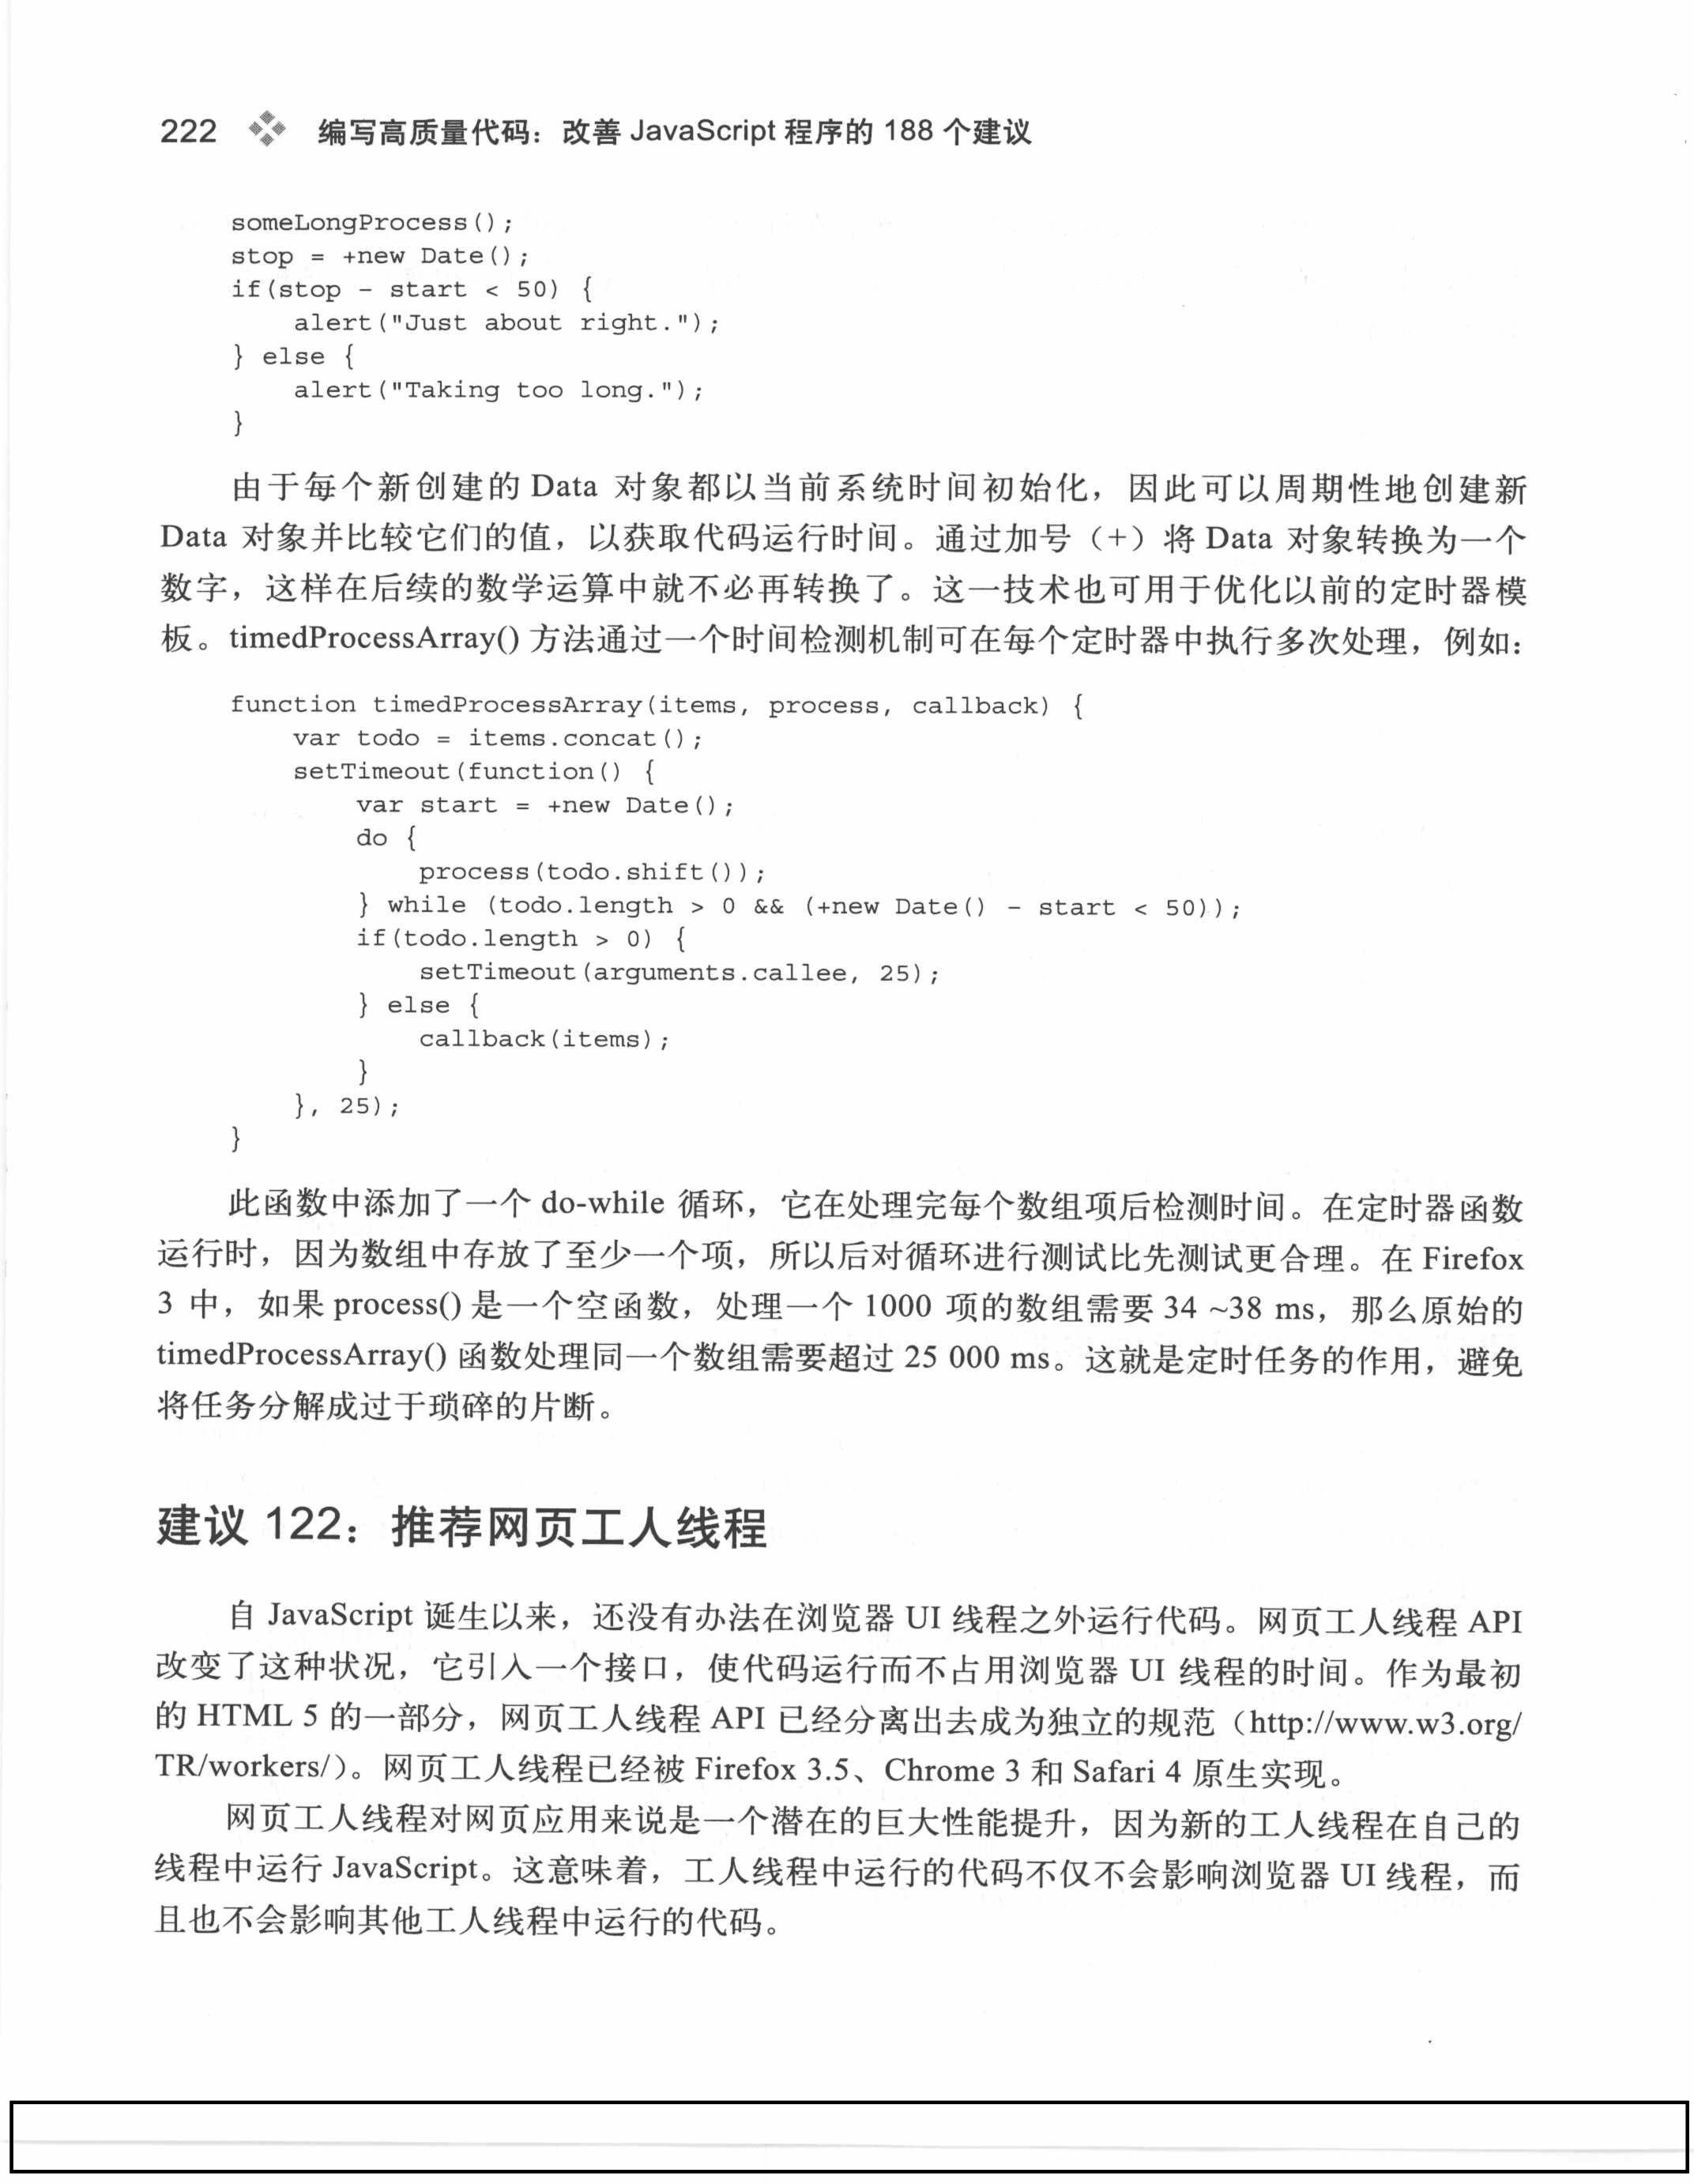 222 编写高质量代码：改善 JavaScript 程序的 188 个建议
someLongProcess();
stop = +new Date();
if(stop - start < 50) {
    alert("Just about right.");
} else {
    alert("Taking too long.");
}
由于每个新创建的 Data 对象都以当前系统时间初始化，因此可以周期性地创建新
Data 对象并比较它们的值，以获取代码运行时间。通过加号（+）将 Data 对象转换为一个
数字，这样在后续的数学运算中就不必再转换了。这一技术也可用于优化以前的定时器模
板。timedProcessArray() 方法通过一个时间检测机制可在每个定时器中执行多次处理，例如：
function timedProcessArray(items, process, callback) {
    var todo = items.concat();
    setTimeout(function() {
        var start = +new Date();
        do {
            process(todo.shift());
        } while (todo.length > 0 && (+new Date() - start < 50));
        if(todo.length > 0) {
            setTimeout(arguments.callee, 25);
        } else {
            callback(items);
        }
    }, 25);
}
此函数中添加了一个 do-while 循环，它在处理完每个数组项后检测时间。在定时器函数
运行时，因为数组中存放了至少一个项，所以后对循环进行测试比先测试更合理。在 Firefox
3 中，如果 process() 是一个空函数，处理一个 1000 项的数组需要 34 ~38 ms，那么原始的
timedProcessArray() 函数处理同一个数组需要超过 25 000 ms。这就是定时任务的作用，避免
将任务分解成过于琐碎的片断。
建议 122：推荐网页工人线程
自 JavaScript 诞生以来，还没有办法在浏览器 UI 线程之外运行代码。网页工人线程 API
改变了这种状况，它引入一个接口，使代码运行而不占用浏览器 UI 线程的时间。作为最初
的 HTML 5 的一部分，网页工人线程 API 已经分离出去成为独立的规范（http://www.w3.org/
TR/workers/）。网页工人线程已经被 Firefox 3.5、Chrome 3 和 Safari 4 原生实现。
网页工人线程对网页应用来说是一个潜在的巨大性能提升，因为新的工人线程在自己的
线程中运行 JavaScript。这意味着，工人线程中运行的代码不仅不会影响浏览器 UI 线程，而
且也不会影响其他工人线程中运行的代码。